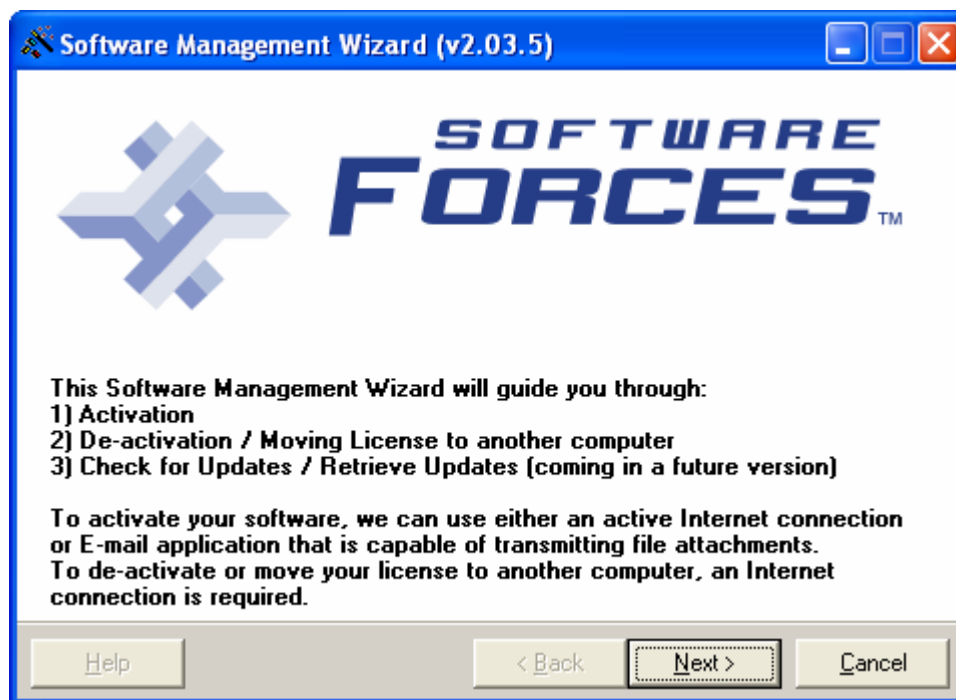 Software Management Wizard (v2.03.5)
SOFTWARE
FORCES™
This Software Management Wizard will guide you through:
1) Activation
2) De-activation / Moving License to another computer
3) Check for Updates / Retrieve Updates (coming in a future version)
To activate your software, we can use either an active Internet connection
or E-mail application that is capable of transmitting file attachments.
To de-activate or move your license to another computer, an Internet
connection is required.
Help
< Back
Next >
Cancel